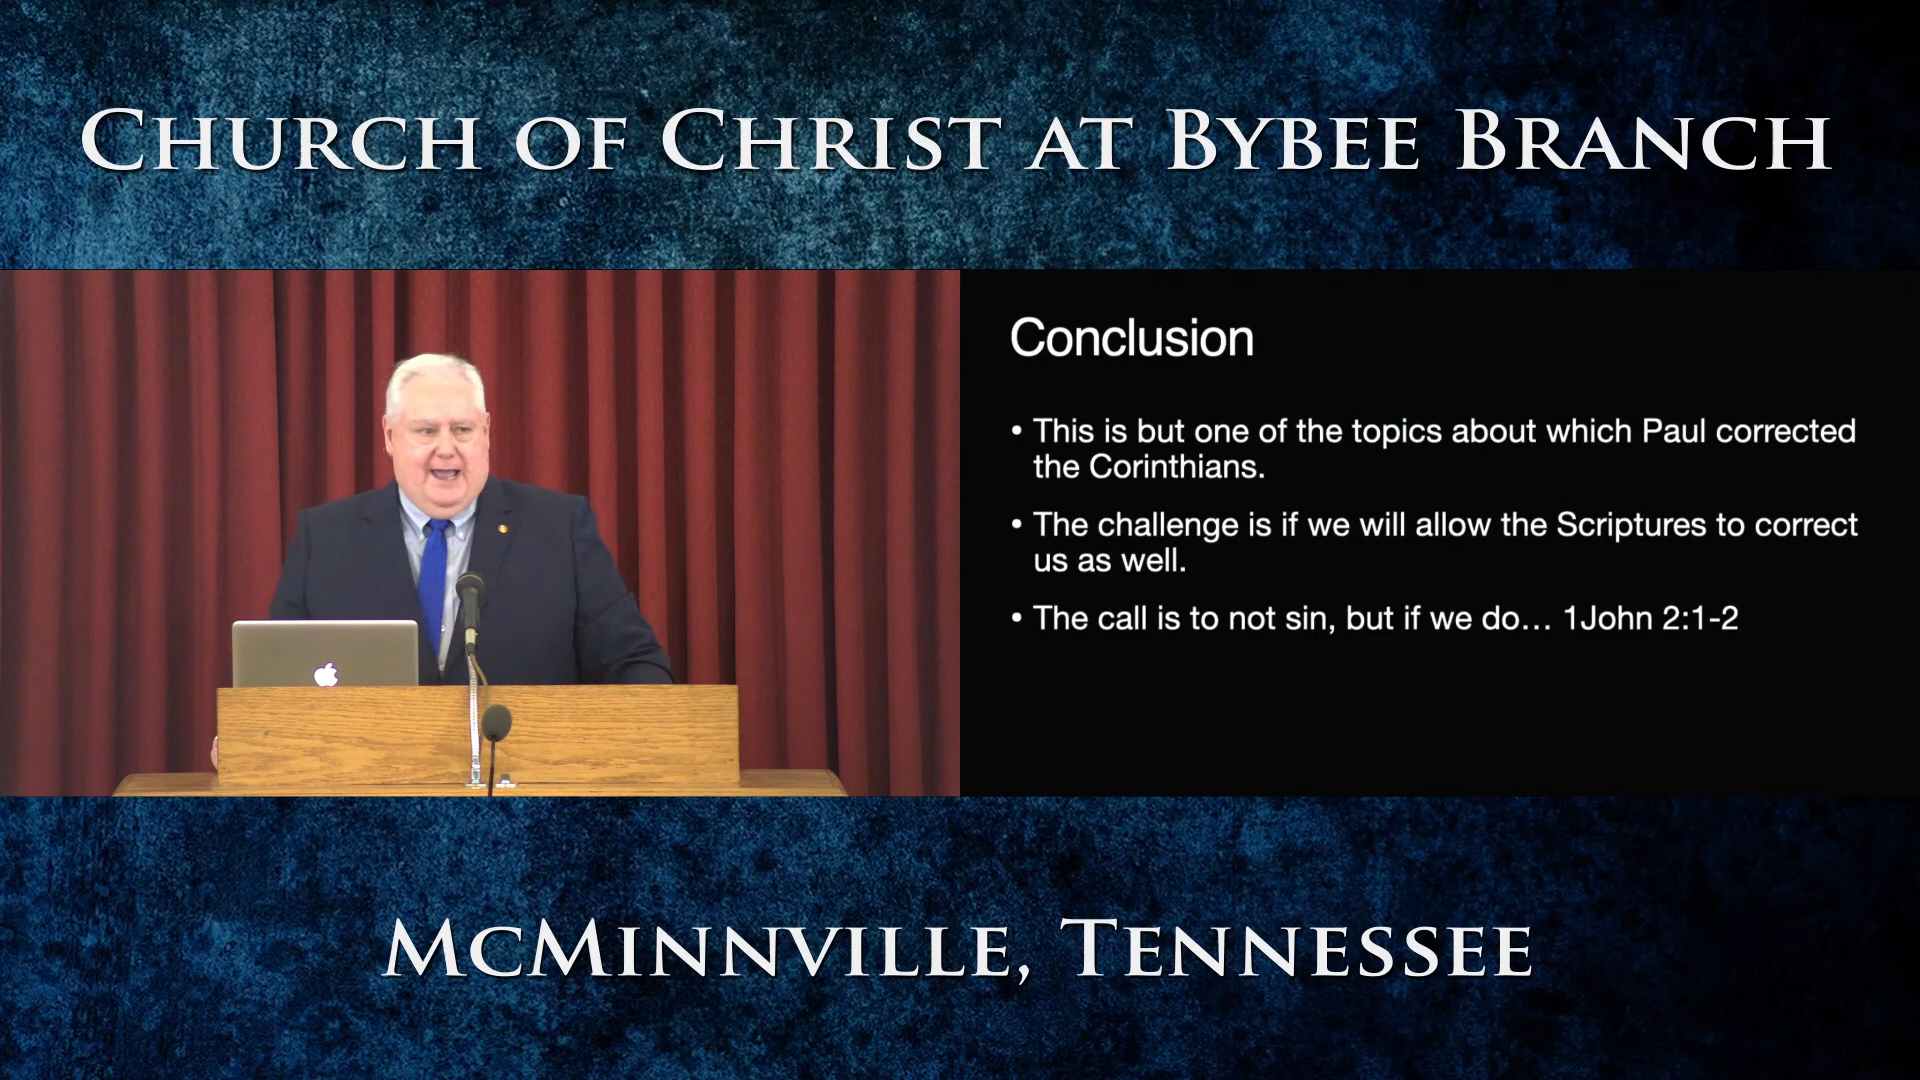 Church of Christ at Bybee Branch
Conclusion
• This is but one of the topics about which Paul corrected
the Corinthians.
• The challenge is if we will allow the Scriptures to correct
us as well.
• The call is to not sin, but if we do… 1John 2:1-2
McMinnville, Tennessee